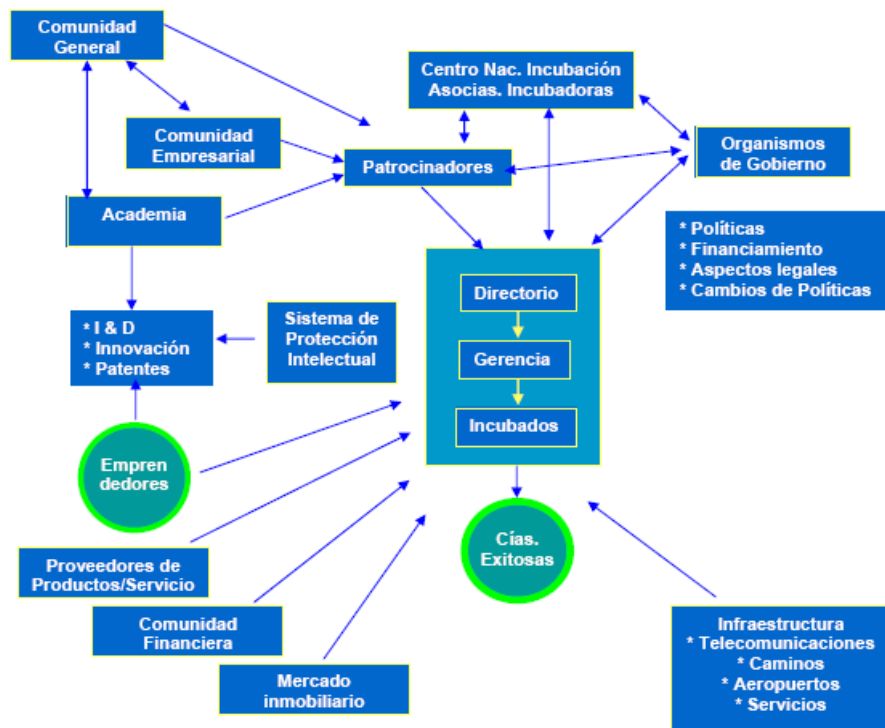 Comunidad
General
Centro Nac. Incubación
Asocias. Incubadoras
Comunidad
Empresarial
Patrocinadores
Organismos
de Gobierno
Academia
* Políticas
* Financiamiento
* Aspectos legales
* Cambios de Políticas
Directorio
* I & D
* Innovación
* Patentes
Sistema de
Protección
Intelectual
Gerencia
Incubados
Empren
dedores
Cías.
Exitosas
Proveedores de
Productos/Servicio
Comunidad
Financiera
Mercado
inmobiliario
Infraestructura
* Telecomunicaciones
* Caminos
* Aeropuertos
* Servicios